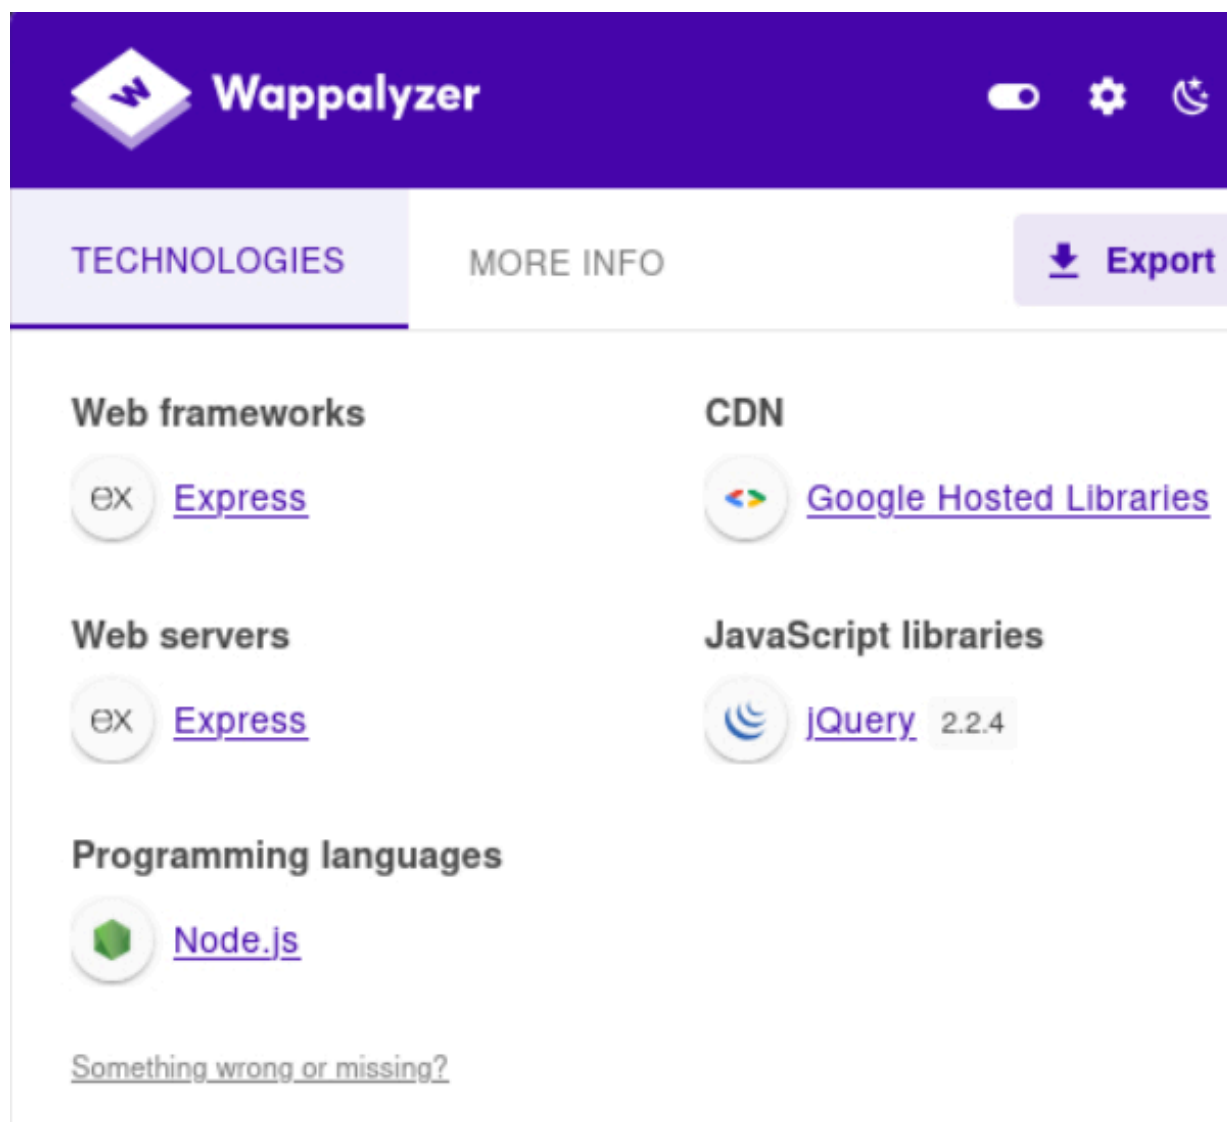 W Wappalyzer
TECHNOLOGIES
MORE INFO
Export
Web frameworks
ex Express
CDN
Google Hosted Libraries
Web servers
ex Express
JavaScript libraries
jQuery 2.2.4
Programming languages
Node.js
Something wrong or missing?